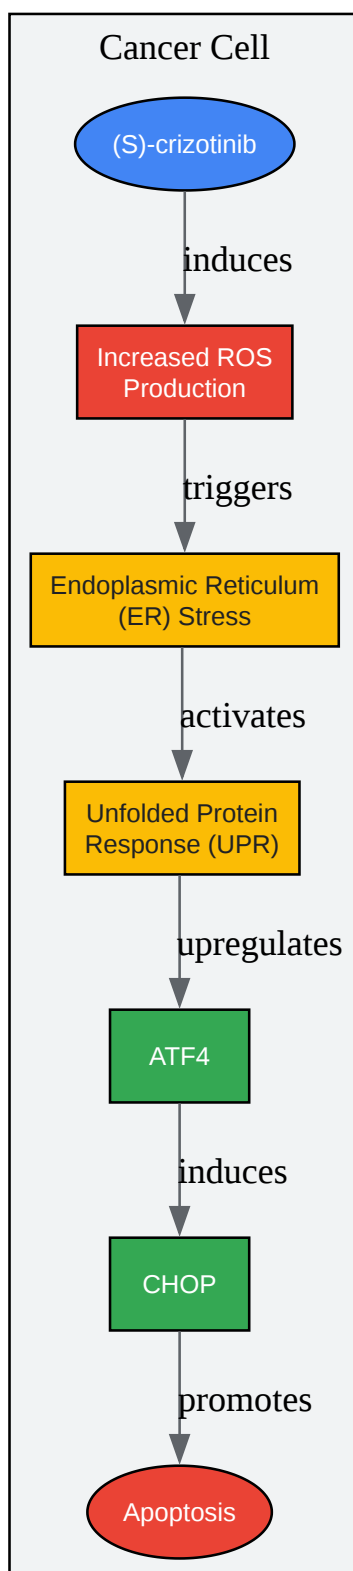 Cancer Cell
(S)-crizotinib
induces
Increased ROS
Production
triggers
Endoplasmic Reticulum
(ER) Stress
activates
Unfolded Protein
Response (UPR)
upregulates
ATF4
induces
CHOP
promotes
Apoptosis